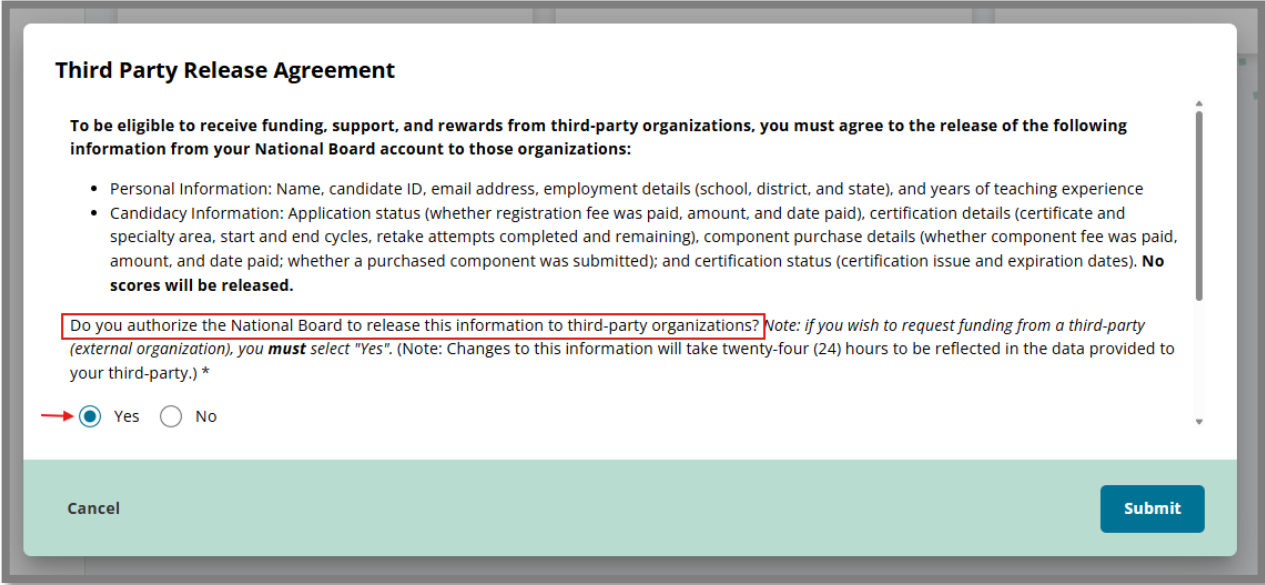 Third Party Release Agreement
To be eligible to receive funding, support, and rewards from third-party organizations, you must agree to the release of the following
information from your National Board account to those organizations:
• Personal Information: Name, candidate ID, email address, employment details (school, district, and state), and years of teaching experience
• Candidacy Information: Application status (whether registration fee was paid, amount, and date paid), certification details (certificate and
specialty area, start and end cycles, retake attempts completed and remaining), component purchase details (whether component fee was paid,
amount, and date paid; whether a purchased component was submitted); and certification status (certification issue and expiration dates). No
scores will be released.
Do you authorize the National Board to release this information to third-party organizations? Note: if you wish to request funding from a third-party
(external organization), you must select "Yes". (Note: Changes to this information will take twenty-four (24) hours to be reflected in the data provided to
your third-party.) *
Yes No
Cancel Submit